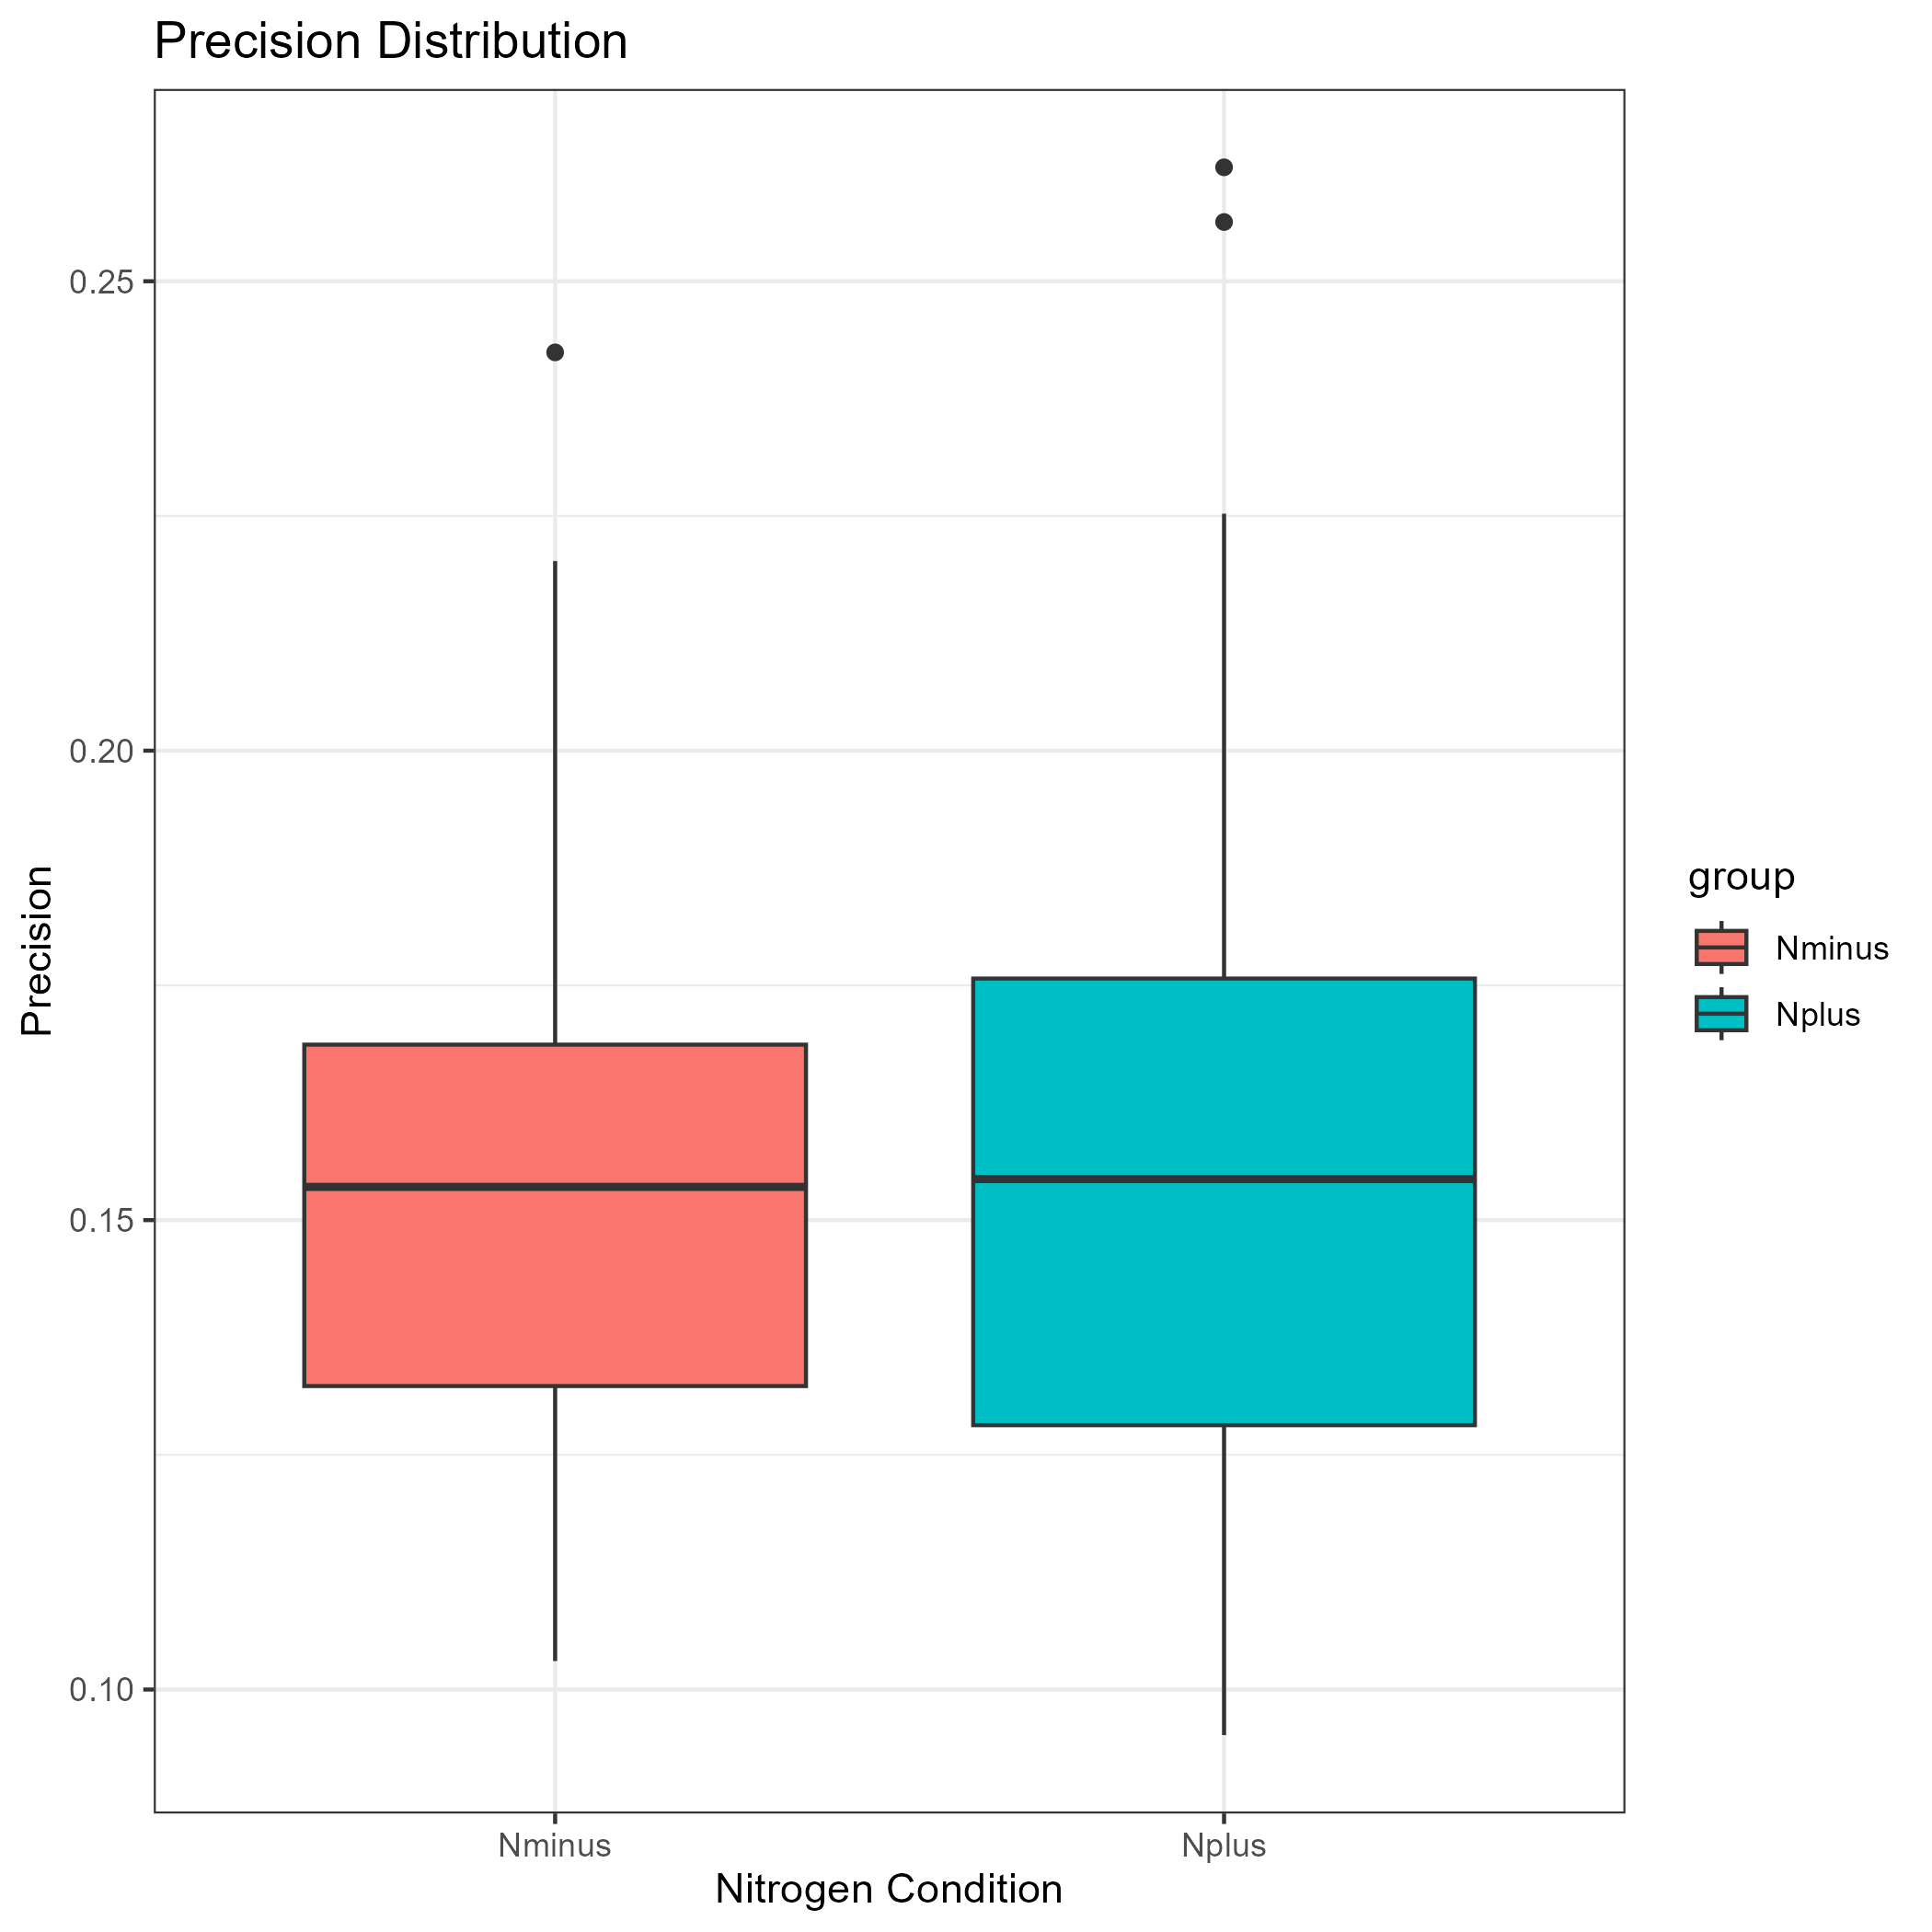 Precision Distribution
0.25
0.20
0.15
0.10
Precision
Nminus
Nplus
Nitrogen Condition
group
Nminus
Nplus